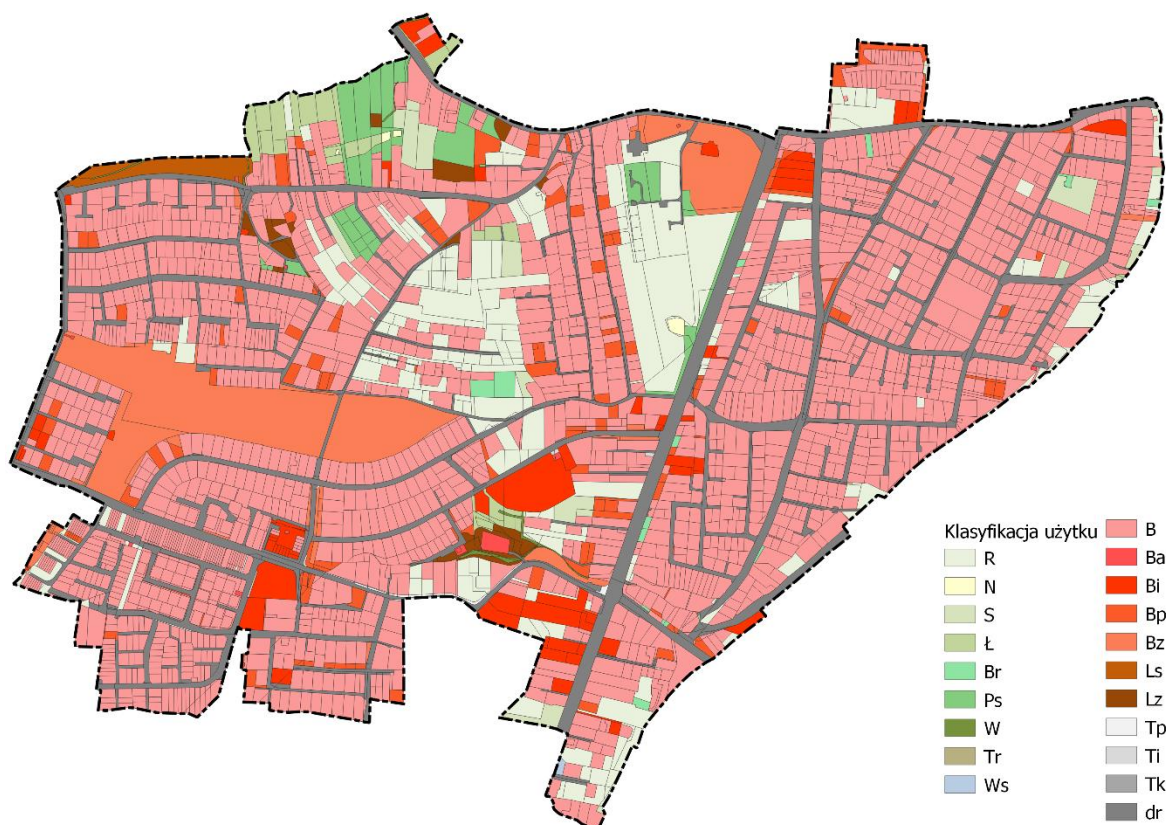 Klasyfikacja użytku
R
N
S
Ł
Br
Ps
W
Tr
Ws
B
Ba
Bi
Bp
Bz
Ls
Lz
Tp
Ti
Tk
dr